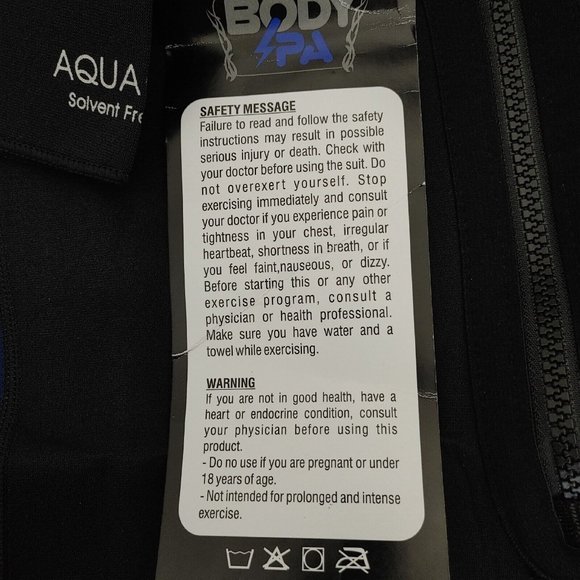 BODY
SPA
AQUA
Solvent Fre
SAFETY MESSAGE
Failure to read and follow the safety
instructions may result in possible
serious injury or death. Check with
your doctor before using the suit. Do
not overexert yourself. Stop
exercising immediately and consult
your doctor if you experience pain or
tightness in your chest, irregular
heartbeat, shortness in breath, or if
you feel faint,nauseous, or dizzy.
Before starting this or any other
exercise program, consult a
physician or health professional.
Make sure you have water and a
towel while exercising.
WARNING
If you are not in good health, have a
heart or endocrine condition, consult
your physician before using this
product.
- Do no use if you are pregnant or under
18 years of age.
- Not intended for prolonged and intense
exercise.